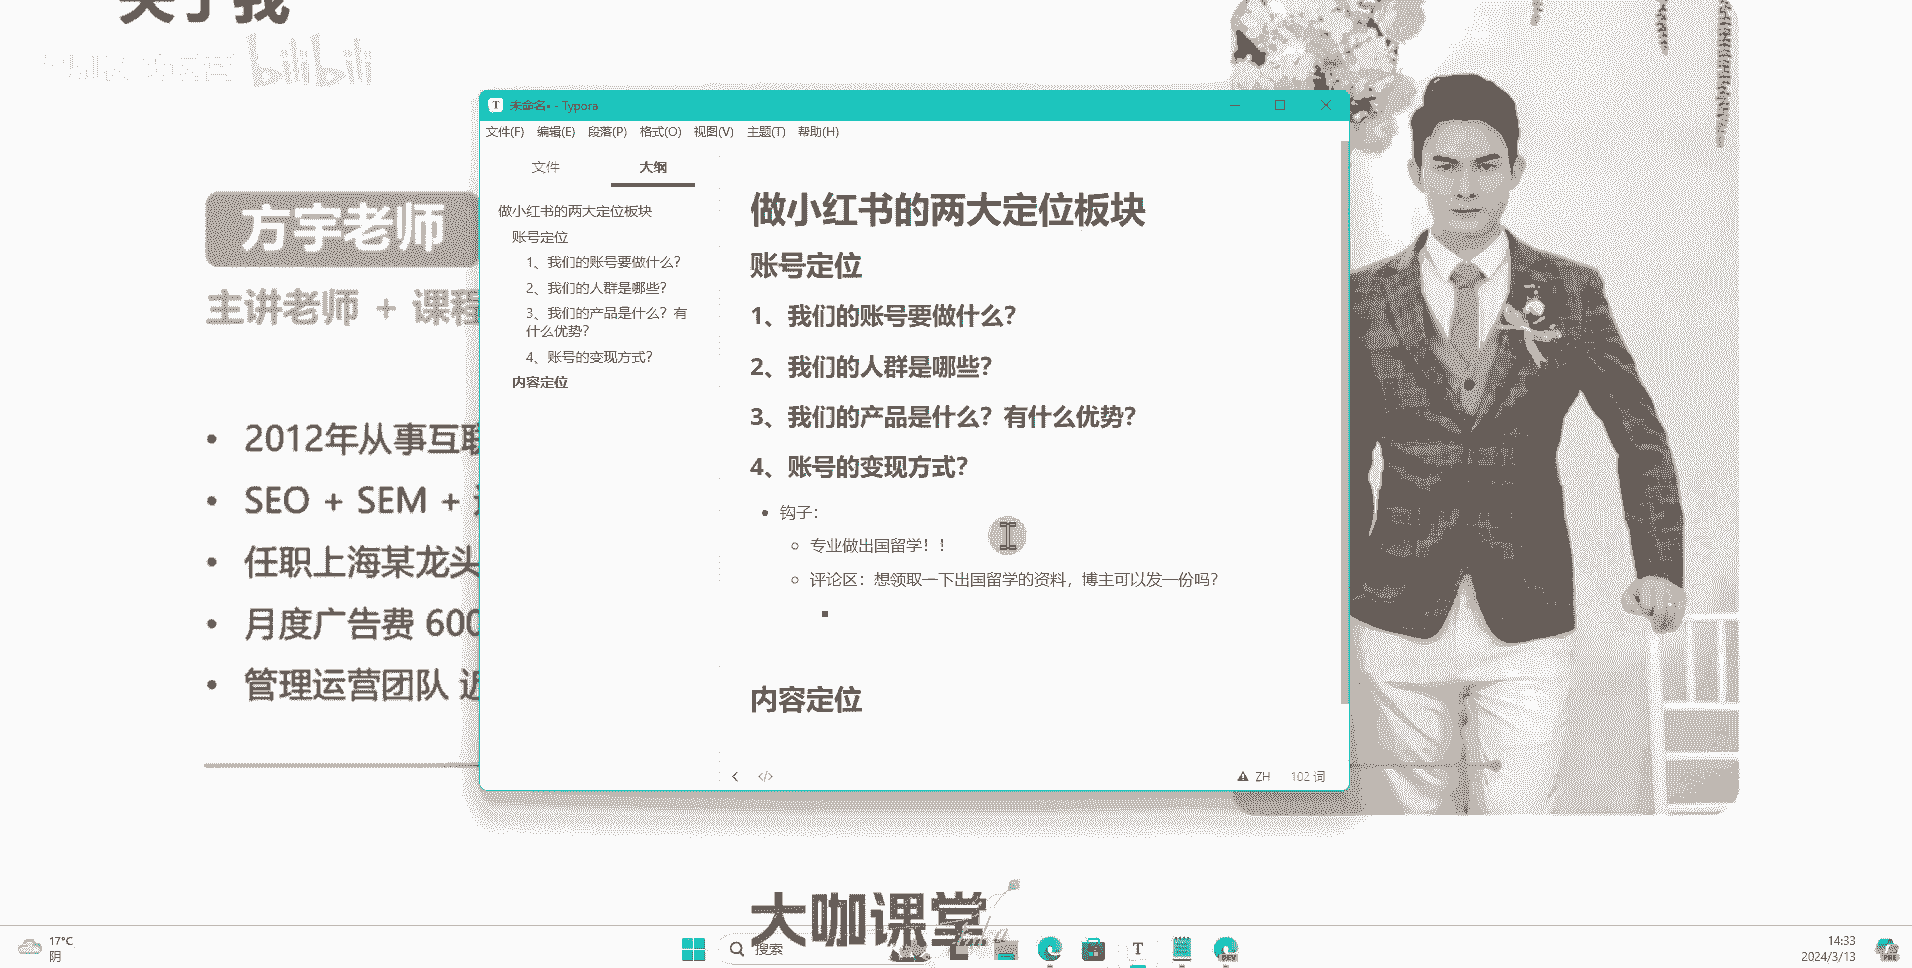 关于我
bilibili
未命名• - Typora
文件(F) 编辑(E) 段落(P) 格式(O) 视图(V) 主题(T) 帮助(H)
文件 大纲
做小红书的两大定位板块
账号定位
1、我们的账号要做什么？
2、我们的人群是哪些？
3、我们的产品是什么？有
什么优势？
4、账号的变现方式？
内容定位
做小红书的两大定位板块
账号定位
1、我们的账号要做什么？
2、我们的人群是哪些？
3、我们的产品是什么？有什么优势？
4、账号的变现方式？
• 钩子：
专业做出国留学！！
评论区：想领取一下出国留学的资料，博主可以发一份吗？
内容定位
ZH 102 词
方宇老师
主讲老师 + 课程
• 2012年从事互联
• SEO + SEM +
• 任职上海某龙头
• 月度广告费 600
• 管理运营团队 近
大咖课堂
17°C
阴
搜索
T
DEV
14:33
2024/3/13
PRE